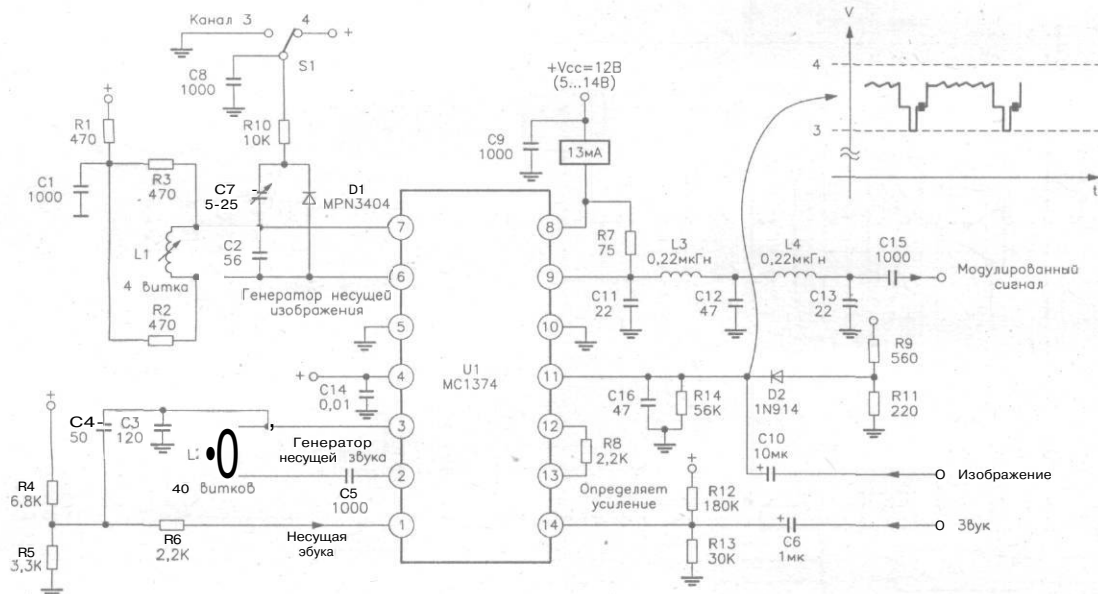 Канал 3
4
+
S1
C8
1000
R10
10K
+
R1
470
R3
470
C1
1000
C7
5-25
D1
MPN3404
L1
4 витка
C2
56
R2
470
Генератор несущей
изображения
+Vcc=12В
(5...14В)
C9
1000
13мА
R7
75
L3
0,22мкГн
L4
0,22мкГн
C15
1000
Модулированный
сигнал
C11
22
C12
47
C13
22
V
4
3
t
7
6
5
4
3
2
1
U1
MC1374
8
9
10
11
12
13
14
+
C14
0,01
R9
560
D2
1N914
R11
220
C16
47
R14
56K
R8
2,2K
C10
10мк
+
Изображение
Определяет
усиление
+
R12
180K
R13
30K
+
C6
1мк
Звук
+
C4
50
C3
120
L:
40 витков
Генератор
несущей звука
C5
1000
R4
6,8K
R5
3,3K
R6
2,2K
Несущая
эбука